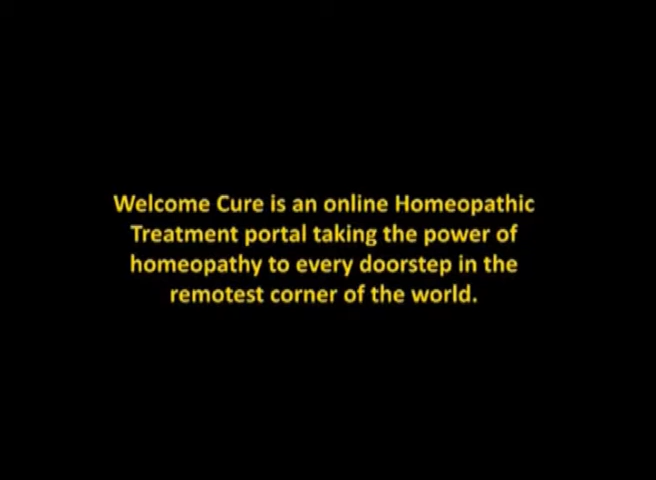 Welcome Cure is an online Homeopathic
Treatment portal taking the power of
homeopathy to every doorstep in the
remotest corner of the world.